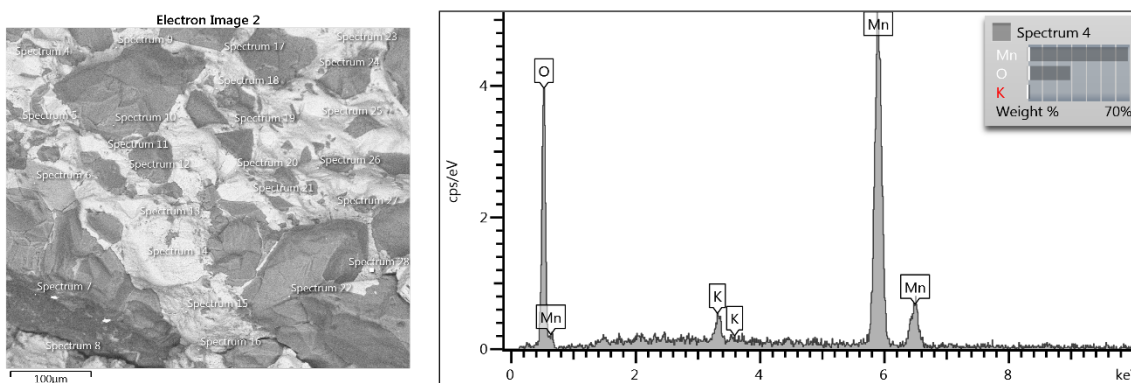 Electron Image 2
Spectrum 4
Spectrum 9
Spectrum 17
Spectrum 23
Spectrum 24
Spectrum 18
Spectrum 5
Spectrum 10
Spectrum 19
Spectrum 25
Spectrum 11
Spectrum 12
Spectrum 20
Spectrum 26
Spectrum 6
Spectrum 21
Spectrum 27
Spectrum 13
Spectrum 14
Spectrum 28
Spectrum 7
Spectrum 15
Spectrum 8
Spectrum 16
100µm
cps/eV
4
2
0
O
Mn
K
K
Mn
Mn
0
2
4
6
8
Spectrum 4
Mn
O
K
Weight %
70%